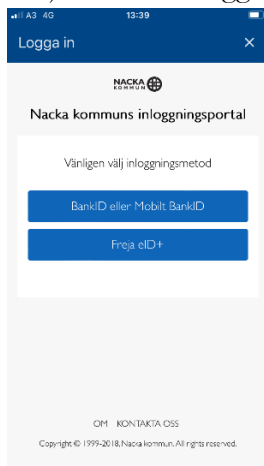 A3 4G 13:39
Logga in ×
NACKA
KOMMUN
Nacka kommuns inloggningsportal
Vänligen välj inloggningsmetod
BankID eller Mobilt BankID
Freja eID+
OM KONTAKTA OSS
Copyright © 1999-2018, Nacka kommun. All rights reserved.